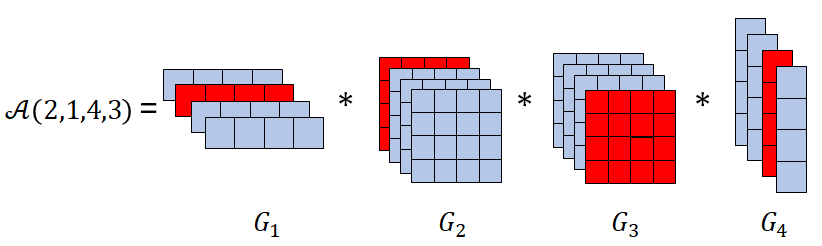 𝒜(2,1,4,3) = * * *
G₁ G₂ G₃ G₄